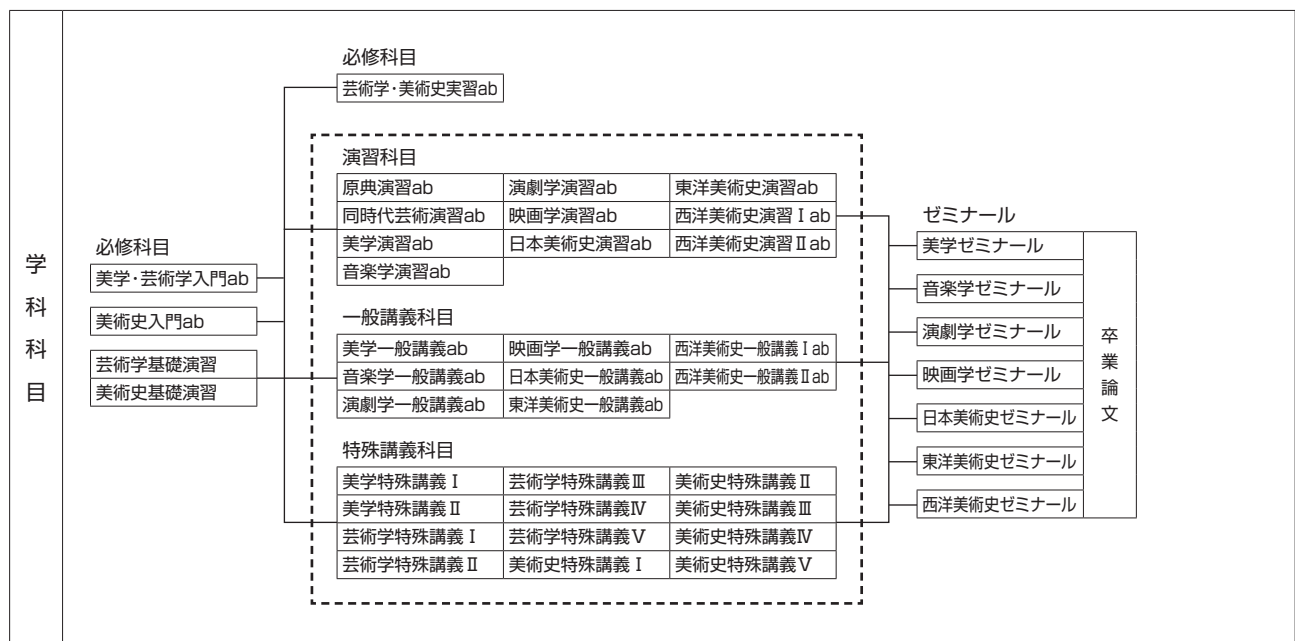 学科科目
必修科目
美学・芸術学入門ab
美術史入門ab
芸術学基礎演習
美術史基礎演習
必修科目
芸術学・美術史実習ab
演習科目
原典演習ab 演劇学演習ab 東洋美術史演習ab
同時代芸術演習ab 映画学演習ab 西洋美術史演習Ⅰab
美学演習ab 日本美術史演習ab 西洋美術史演習Ⅱab
音楽学演習ab
一般講義科目
美学一般講義ab 映画学一般講義ab 西洋美術史一般講義Ⅰab
音楽学一般講義ab 日本美術史一般講義ab 西洋美術史一般講義Ⅱab
演劇学一般講義ab 東洋美術史一般講義ab
特殊講義科目
美学特殊講義Ⅰ 芸術学特殊講義Ⅲ 美術史特殊講義Ⅱ
美学特殊講義Ⅱ 芸術学特殊講義Ⅳ 美術史特殊講義Ⅲ
芸術学特殊講義Ⅰ 芸術学特殊講義Ⅴ 美術史特殊講義Ⅳ
芸術学特殊講義Ⅱ 美術史特殊講義Ⅰ 美術史特殊講義Ⅴ
ゼミナール
美学ゼミナール
音楽学ゼミナール
演劇学ゼミナール
映画学ゼミナール
日本美術史ゼミナール
東洋美術史ゼミナール
西洋美術史ゼミナール
卒業論文